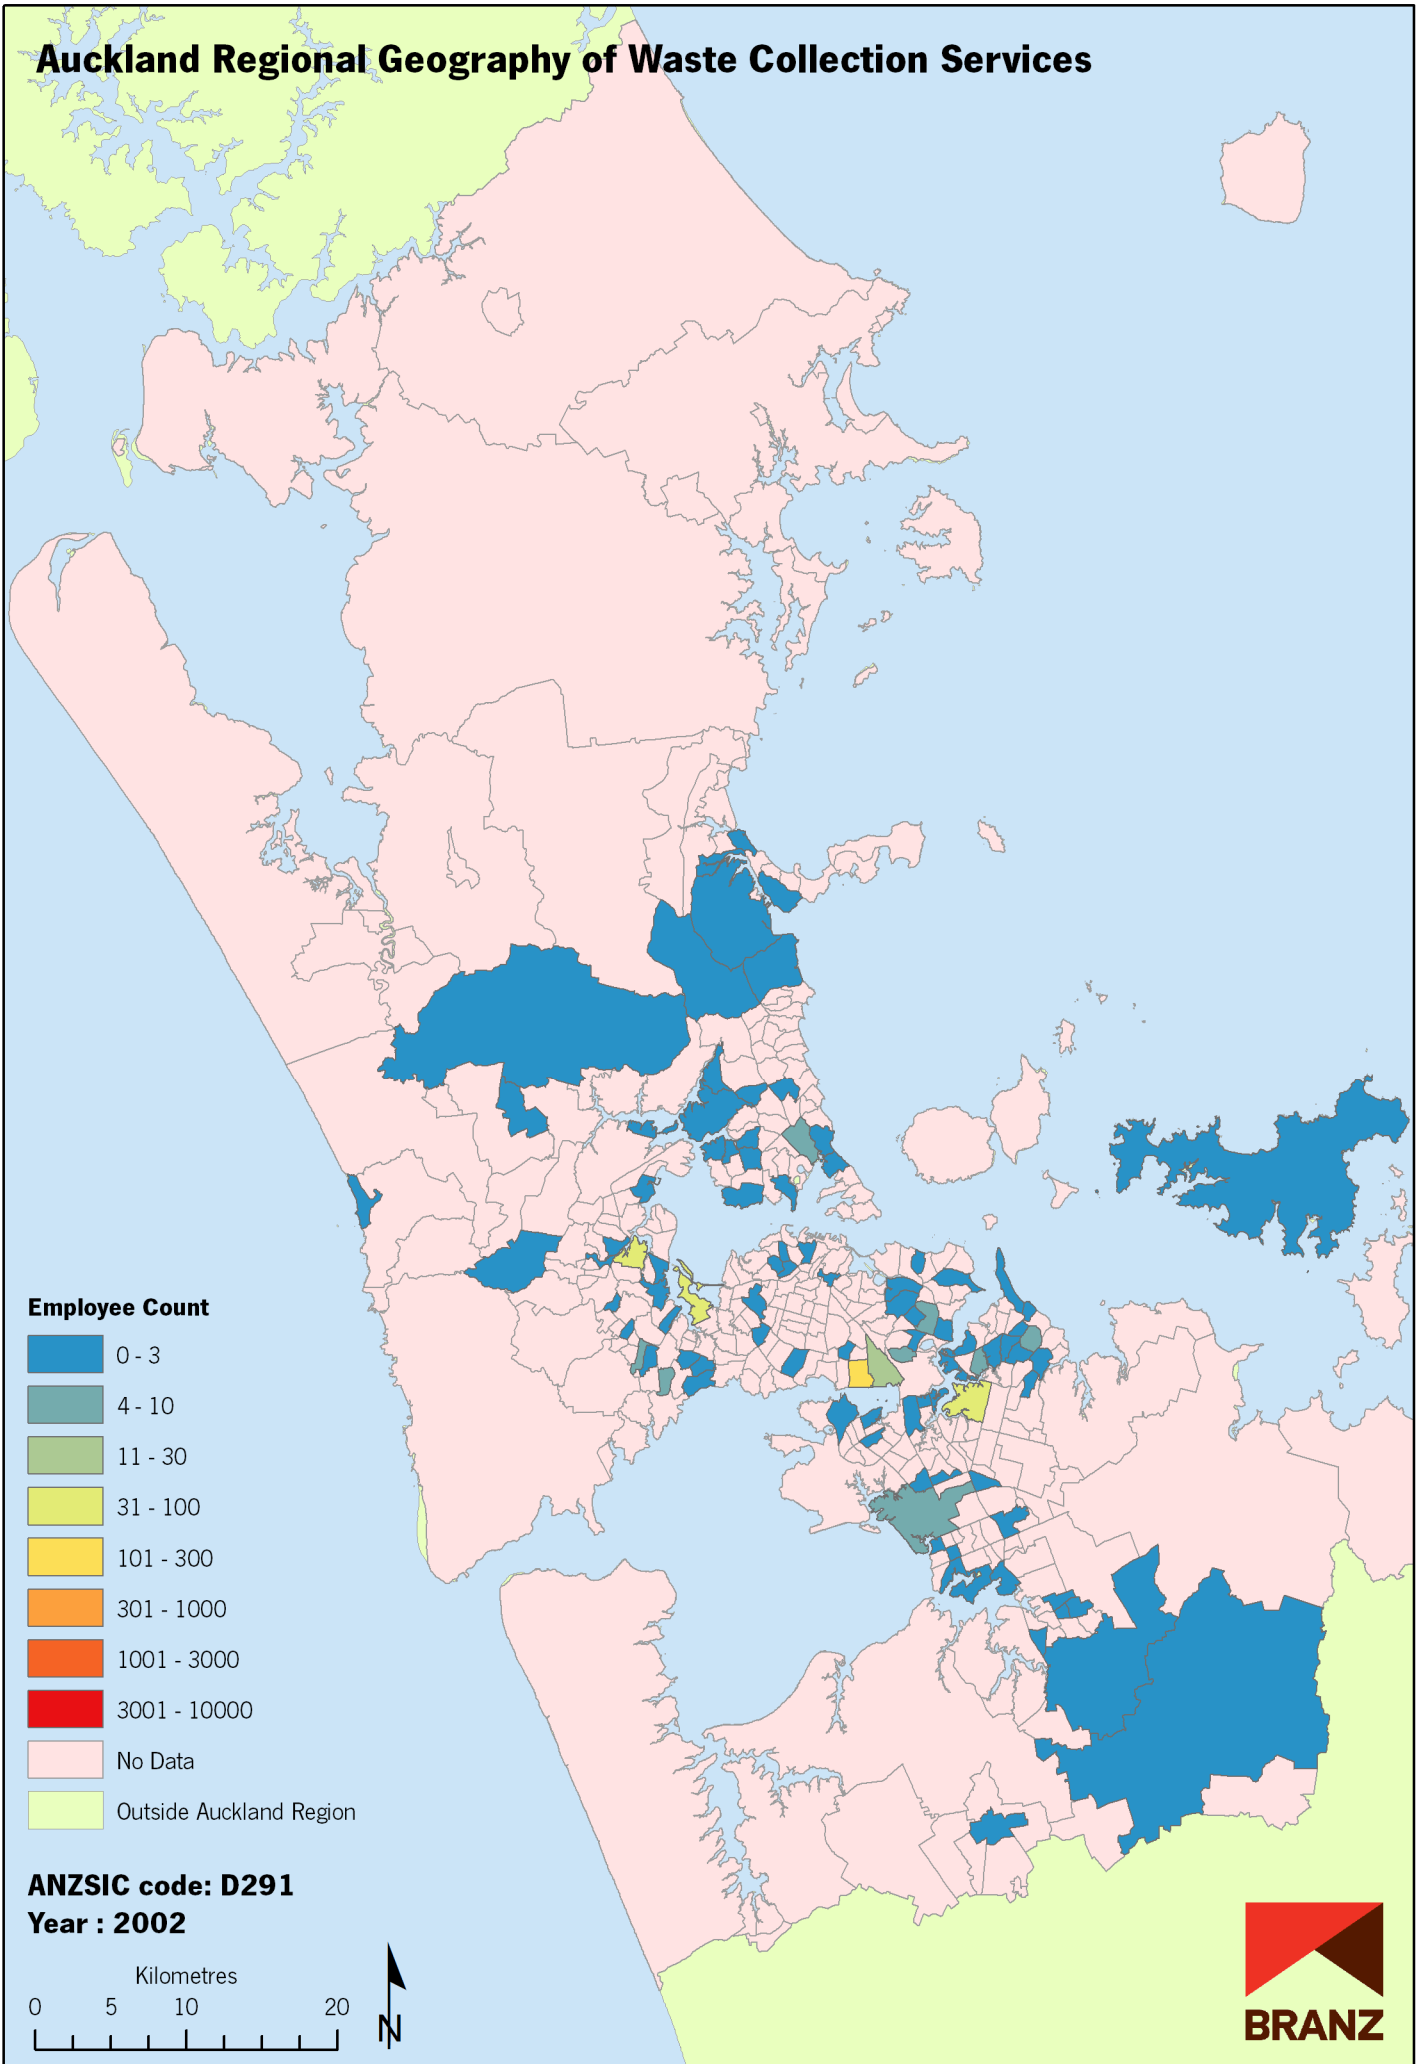 Auckland Regional Geography of Waste Collection Services
Employee Count
0 - 3
4 - 10
11 - 30
31 - 100
101 - 300
301 - 1000
1001 - 3000
3001 - 10000
No Data
Outside Auckland Region
ANZSIC code: D291
Year : 2002
Kilometres
0 5 10 20
N
BRANZ